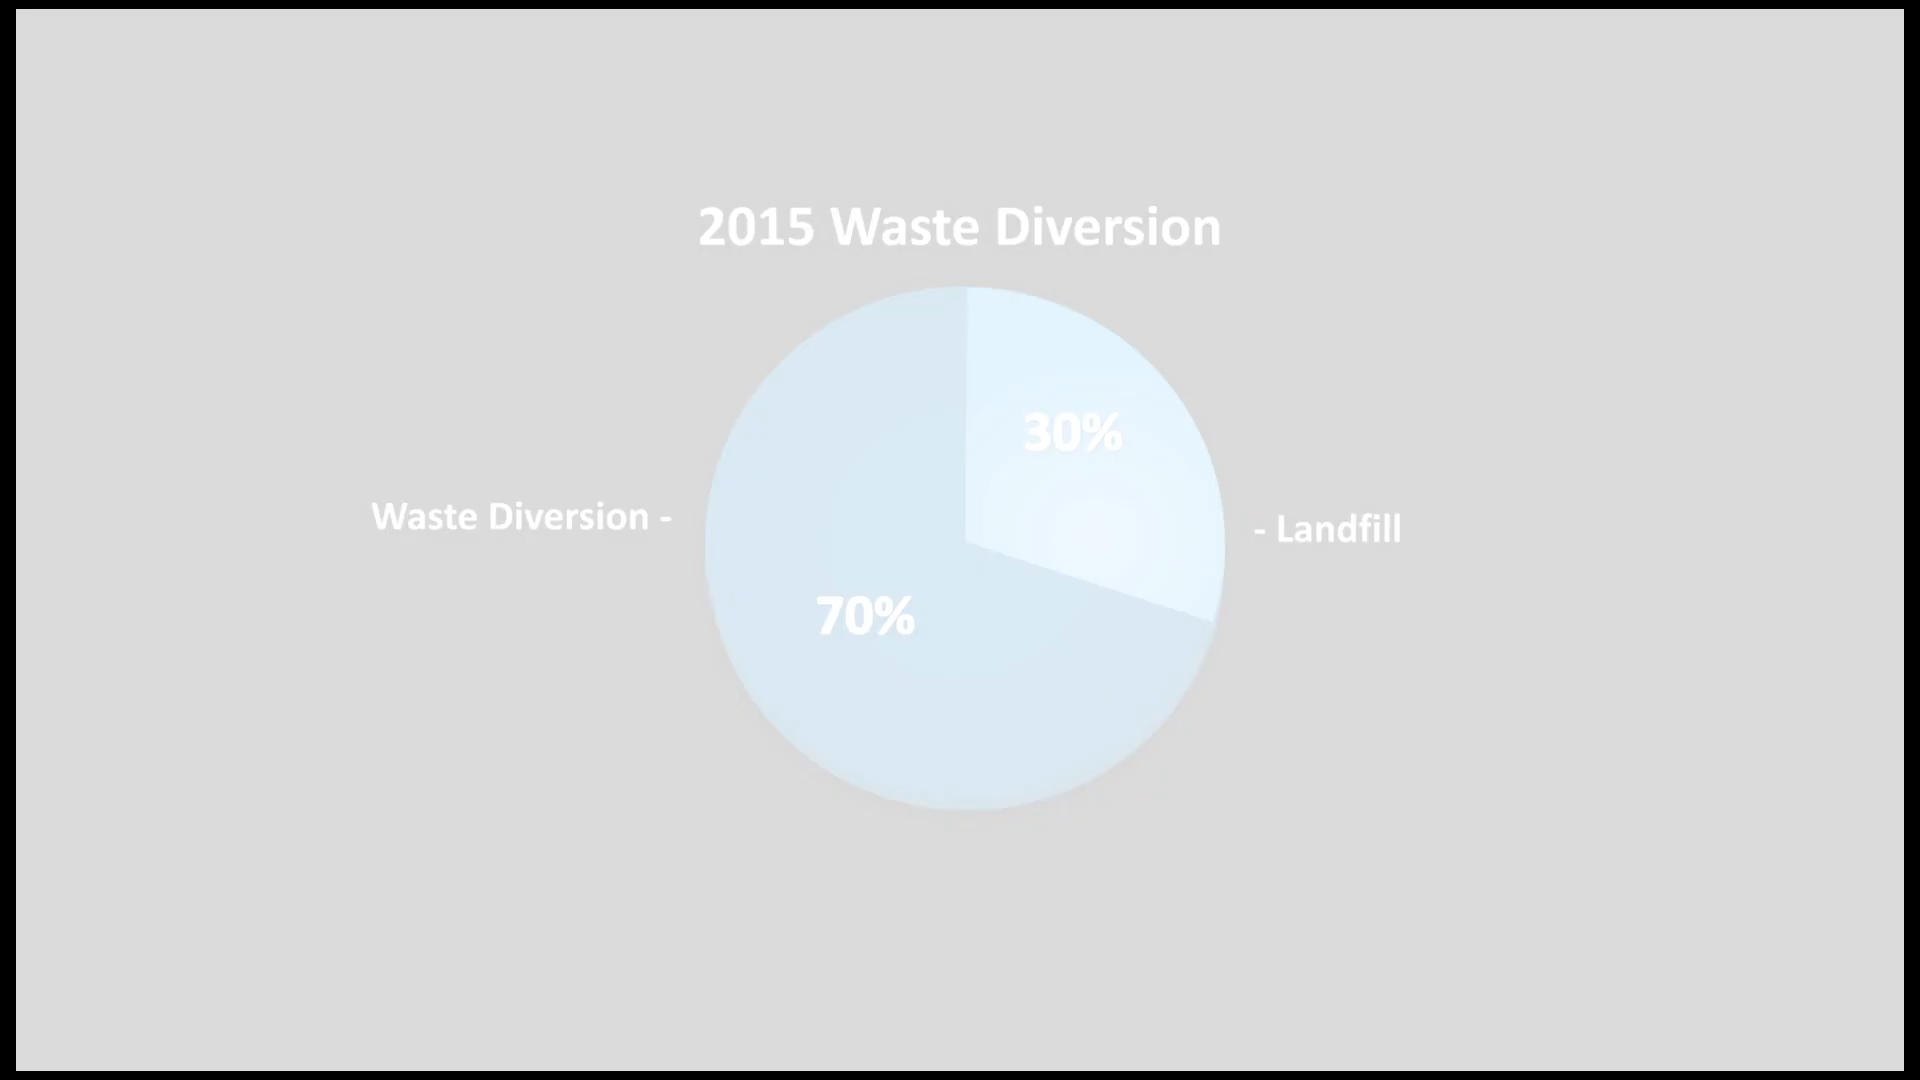 2015 Waste Diversion
30%
Waste Diversion -
- Landfill
70%